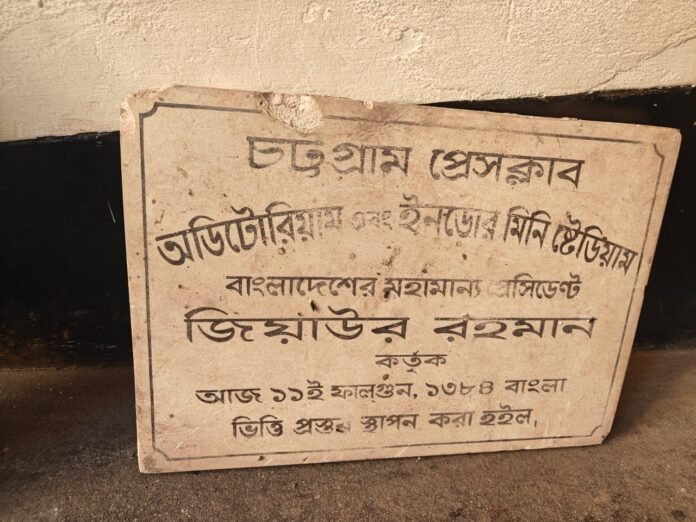 চট্টগ্রাম প্রেসক্লাব
অডিটোরিয়াম এবং ইনডোর মিনি ষ্টেডিয়াম
বাংলাদেশের মহামান্য প্রেসিডেণ্ট
জিয়াউর রহমান
কর্তৃক
আজ ১১ই ফাল্গুন, ১৩৮৪ বাংলা
ভিত্তি প্রস্তর স্থাপন করা হইল,